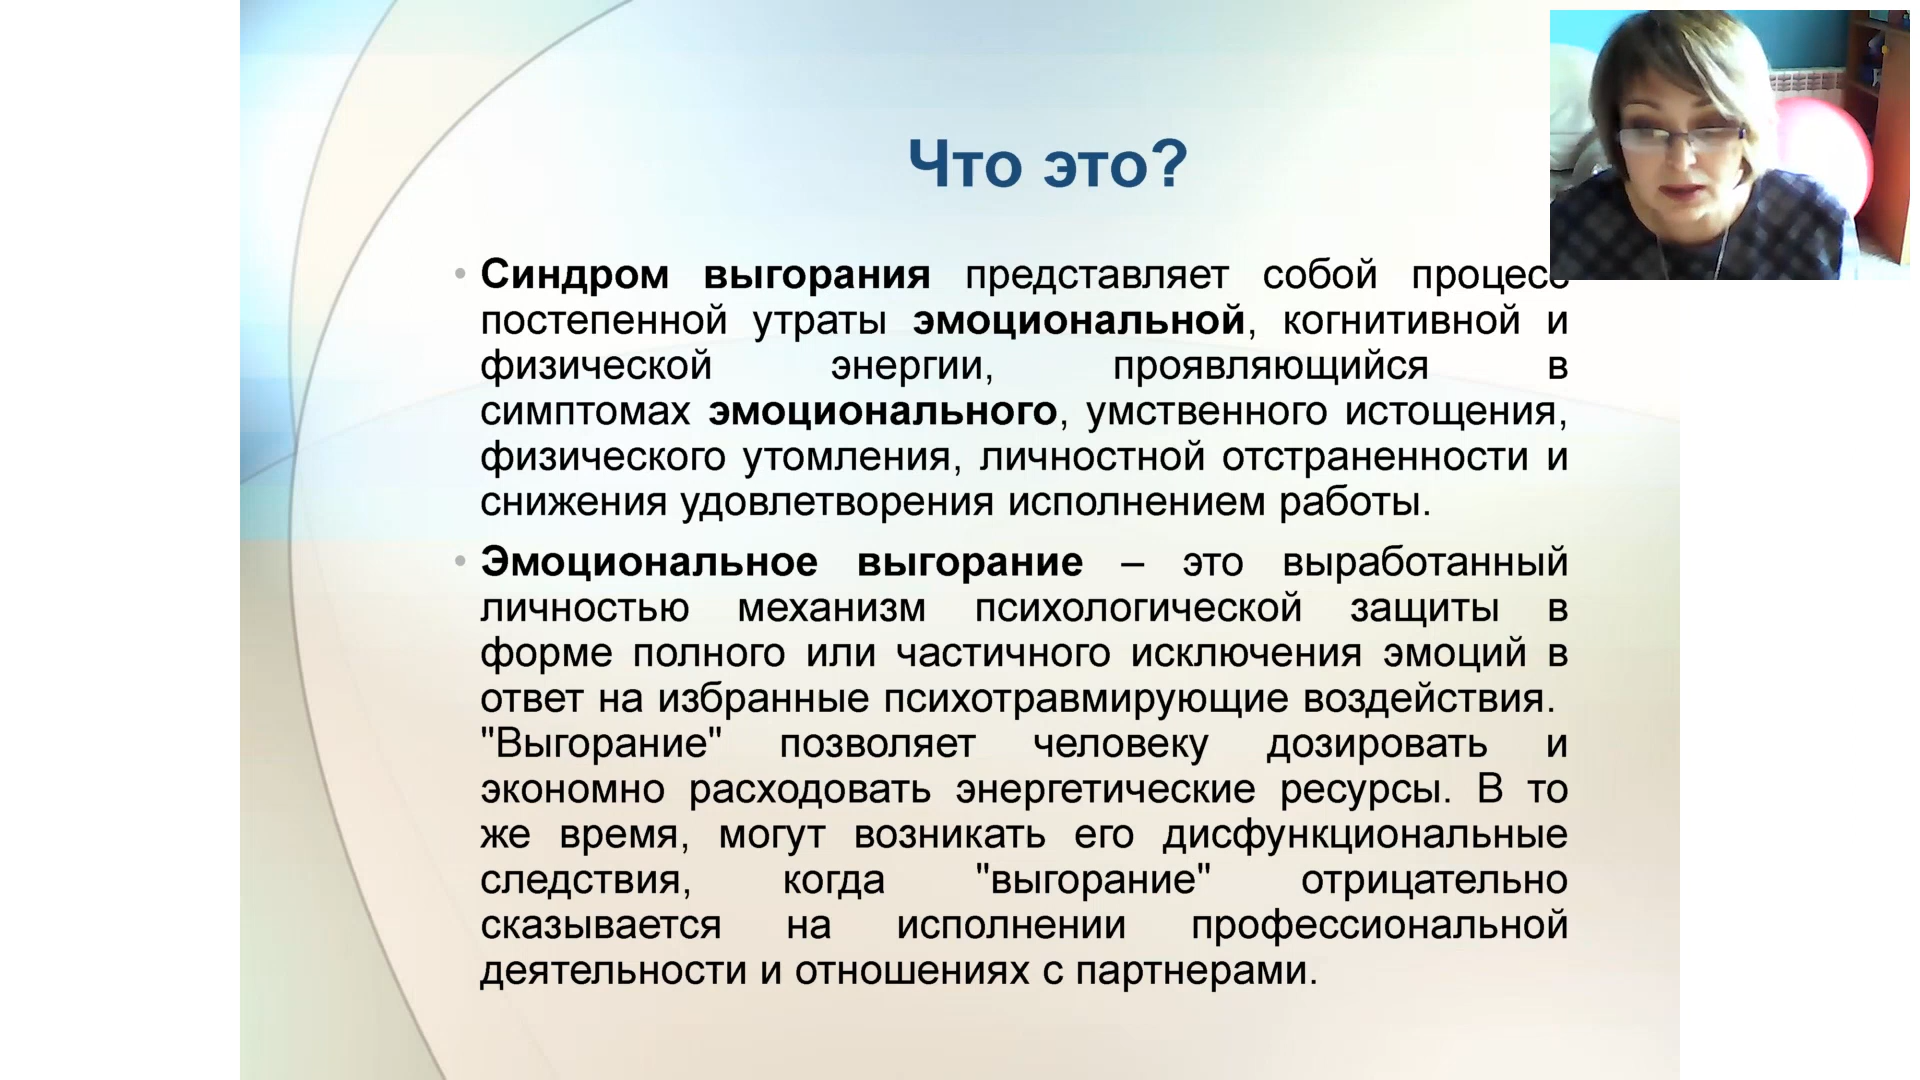 Что это?
Синдром выгорания представляет собой процесс
постепенной утраты эмоциональной, когнитивной и
физической энергии, проявляющийся в
симптомах эмоционального, умственного истощения,
физического утомления, личностной отстраненности и
снижения удовлетворения исполнением работы.
Эмоциональное выгорание – это выработанный
личностью механизм психологической защиты в
форме полного или частичного исключения эмоций в
ответ на избранные психотравмирующие воздействия.
"Выгорание" позволяет человеку дозировать и
экономно расходовать энергетические ресурсы. В то
же время, могут возникать его дисфункциональные
следствия, когда "выгорание" отрицательно
сказывается на исполнении профессиональной
деятельности и отношениях с партнерами.